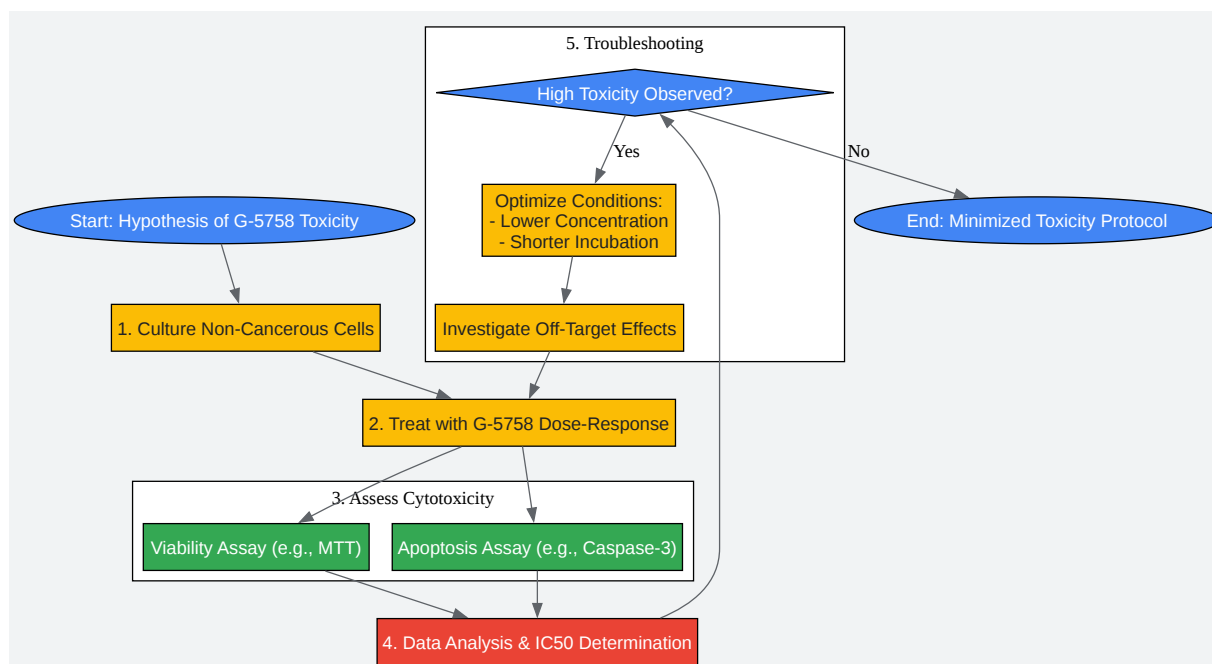 5. Troubleshooting
High Toxicity Observed?
Yes
No
Optimize Conditions:
- Lower Concentration
- Shorter Incubation
Start: Hypothesis of G-5758 Toxicity
End: Minimized Toxicity Protocol
1. Culture Non-Cancerous Cells
Investigate Off-Target Effects
2. Treat with G-5758 Dose-Response
3. Assess Cytotoxicity
Viability Assay (e.g., MTT)
Apoptosis Assay (e.g., Caspase-3)
4. Data Analysis & IC50 Determination